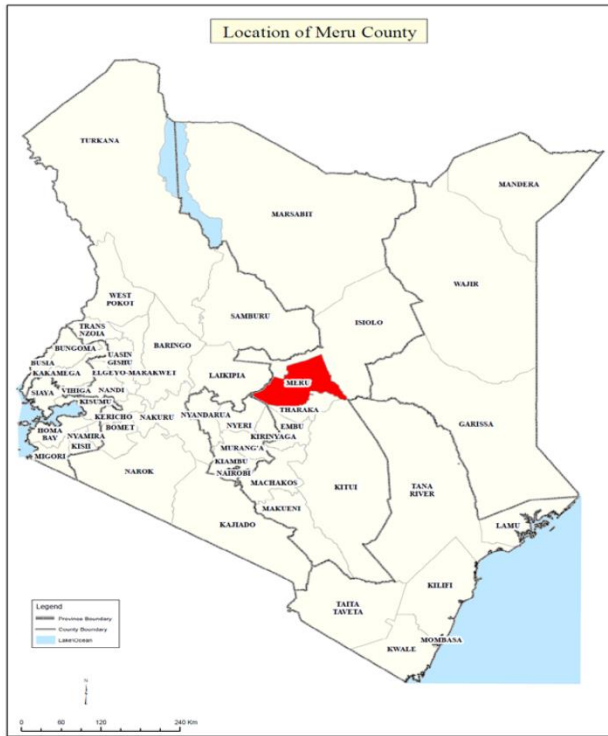 Location of Meru County
TURKANA
MANDERA
MARSABIT
WAJIR
WEST
POKOT
SAMBURU
ISIOLO
TRANS
NZOIA
BUNGOMA
UASIN
GISHU
BARINGO
BUSIA
KAKAMEGA
ELGEYO-MARAKWET
LAIKIPIA
MERU
SIAYA
VIHIGA
NANDI
KISUMU
THARAKA
KERICHO
NAKURU
NYANDARUA
GARISSA
HOMA
BAY
NYAMIRA
BOMET
NYERI
EMBU
KISII
KIRINYAGA
MIGORI
MURANG'A
KIAMBU
NAROK
NAIROBI
MACHAKOS
KITUI
TANA
RIVER
MAKUENI
LAMU
KAJIADO
TAITA
TAVETA
KILIFI
MOMBASA
KWALE
Legend
Province Boundary
County Boundary
Lake\Ocean
N
0 60 120 240 Km